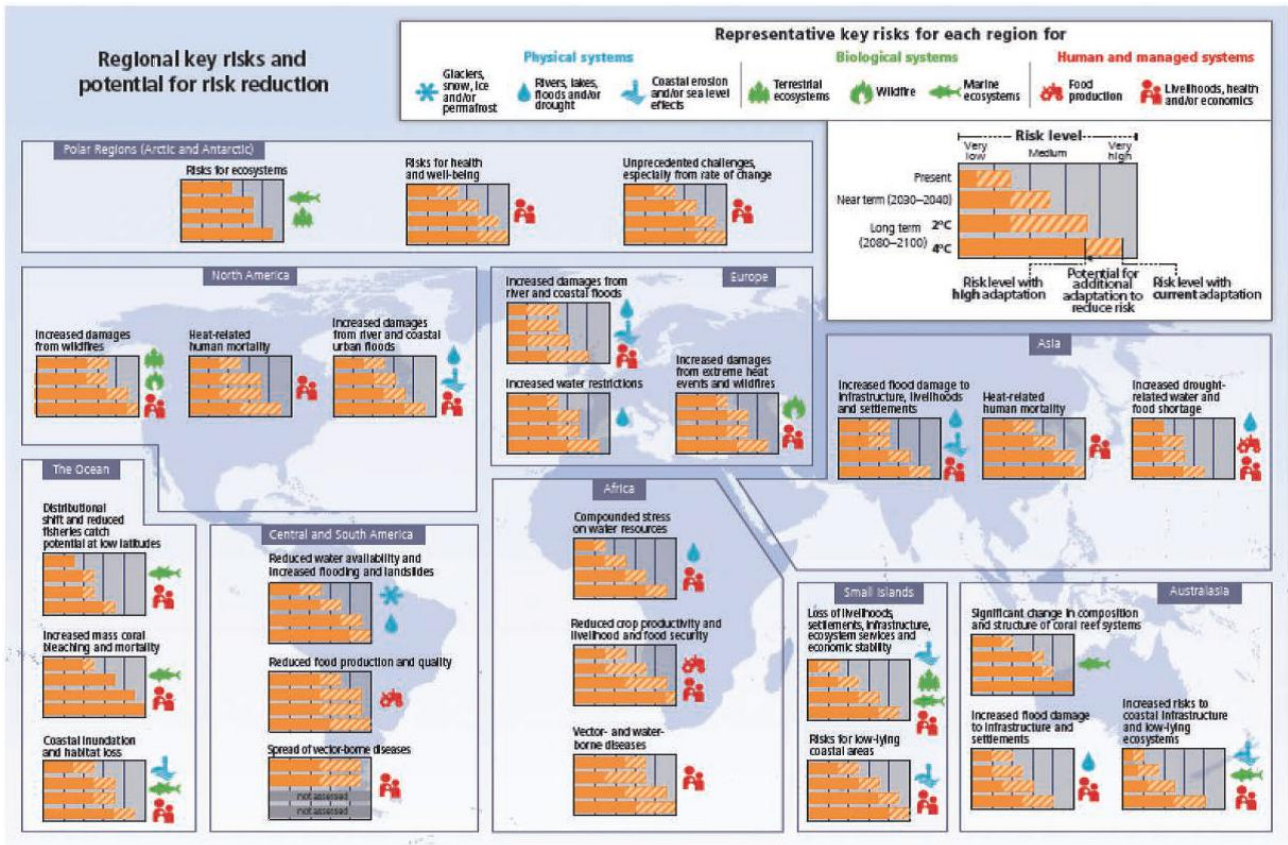 Regional key risks and
potential for risk reduction
Representative key risks for each region for
Physical systems
Biological systems
Human and managed systems
Glaciers,
snow, ice
and/or
permafrost
Rivers, lakes,
floods and/or
drought
Coastal erosion
and/or sea level
effects
Terrestrial
ecosystems
Wildfire
Marine
ecosystems
Food
production
Livelihoods, health
and/or economics
Risk level
Very
low
Medium
Very
high
Present
Near term (2030–2040)
Long term
(2080–2100)
2°C
4°C
Risk level with
high adaptation
Potential for
additional
adaptation to
reduce risk
Risk level with
current adaptation
Polar Regions (Arctic and Antarctic)
Risks for ecosystems
Risks for health
and well-being
Unprecedented challenges,
especially from rate of change
North America
Increased damages
from wildfires
Heat-related
human mortality
Increased damages
from river and coastal
urban floods
Europe
Increased damages from
river and coastal floods
Increased water restrictions
Increased damages
from extreme heat
events and wildfires
Asia
Increased flood damage to
infrastructure, livelihoods
and settlements
Heat-related
human mortality
Increased drought-
related water and
food shortage
The Ocean
Distributional
shift and reduced
fisheries catch
potential at low latitudes
Increased mass coral
bleaching and mortality
Coastal inundation
and habitat loss
Central and South America
Reduced water availability and
increased flooding and landslides
Reduced food production and quality
Spread of vector-borne diseases
not assessed
not assessed
Africa
Compounded stress
on water resources
Reduced crop productivity and
livelihood and food security
Vector- and water-
borne diseases
Small Islands
Loss of livelihoods,
settlements, infrastructure,
ecosystem services and
economic stability
Risks for low-lying
coastal areas
Australasia
Significant change in composition
and structure of coral reef systems
Increased flood damage
to infrastructure and
settlements
Increased risks to
coastal infrastructure
and low-lying
ecosystems